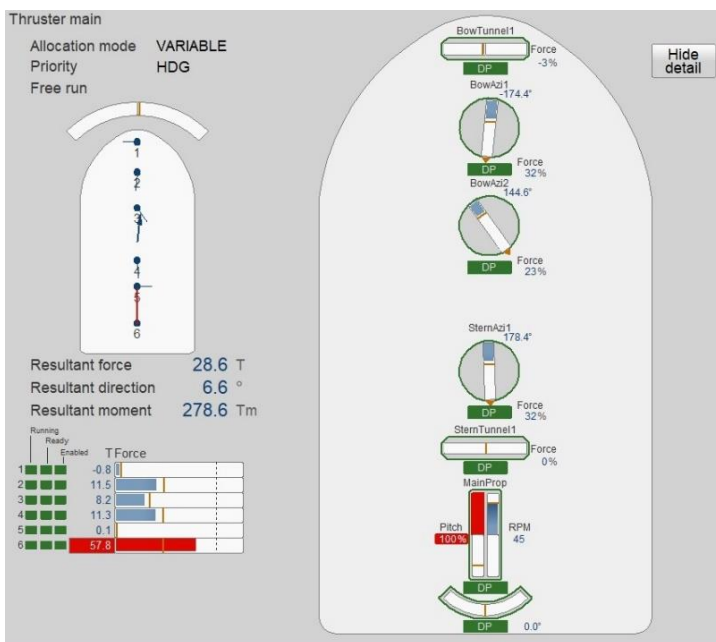 Thruster main
Allocation mode VARIABLE
Priority HDG
Free run
1
2
3
4
5
6
Resultant force 28.6 T
Resultant direction 6.6 °
Resultant moment 278.6 Tm
Running
Ready
Enabled T Force
1 -0.8
2 11.5
3 8.2
4 11.3
5 0.1
6 57.8
BowTunnel1
Force
-3%
DP
BowAzi1
-174.4°
Force
DP 32%
BowAzi2
144.6°
Force
DP 23%
SternAzi1
178.4°
Force
DP 32%
SternTunnel1
Force
0%
DP
MainProp
Pitch RPM
100% 45
DP
DP 0.0°
Hide
detail